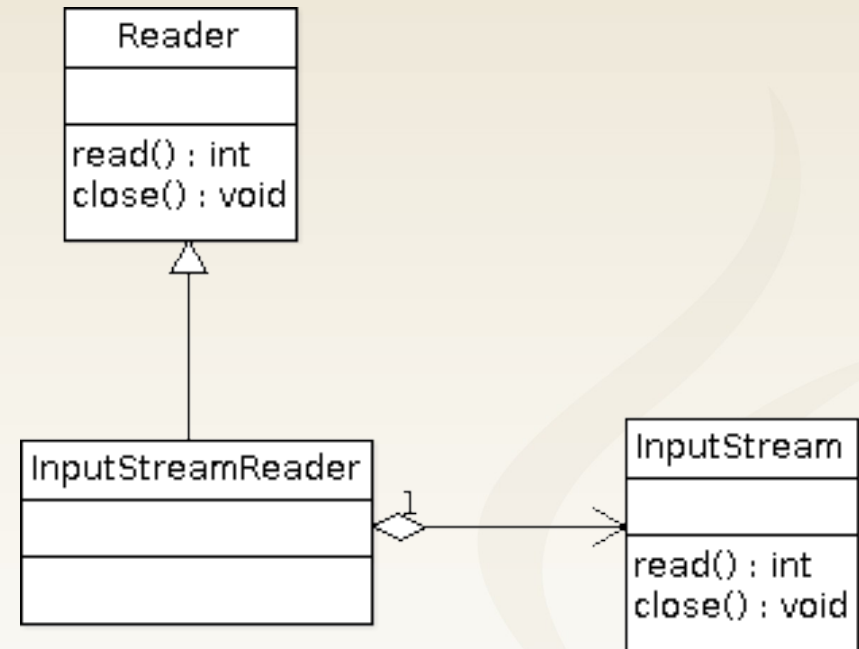 Reader
read() : int
close() : void
InputStreamReader
1
InputStream
read() : int
close() : void